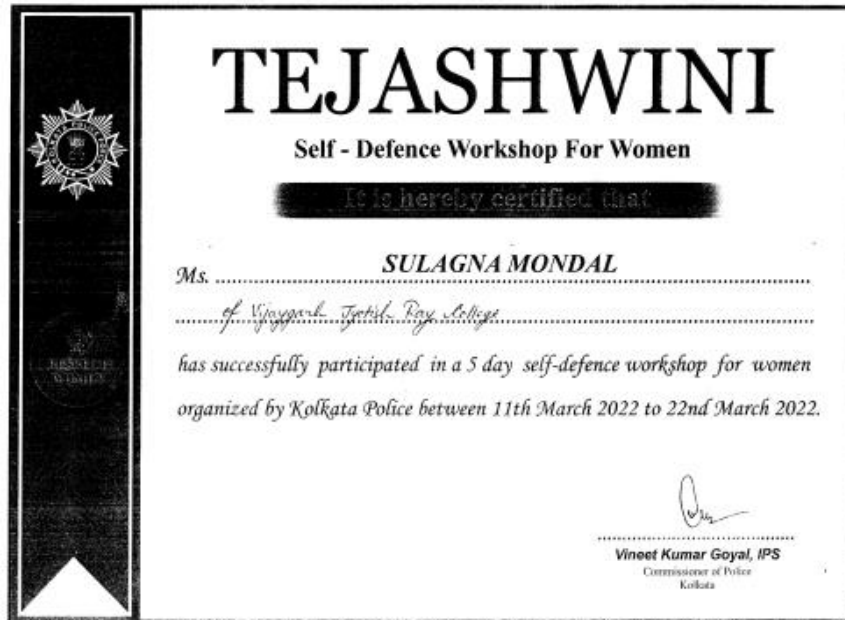 TEJASHWINI
Self - Defence Workshop For Women
It is hereby certified that
Ms. SULAGNA MONDAL
of Vijaygarh Jyotish Ray College
has successfully participated in a 5 day self-defence workshop for women
organized by Kolkata Police between 11th March 2022 to 22nd March 2022.
Vineet Kumar Goyal, IPS
Commissioner of Police
Kolkata
KOLKATA POLICE